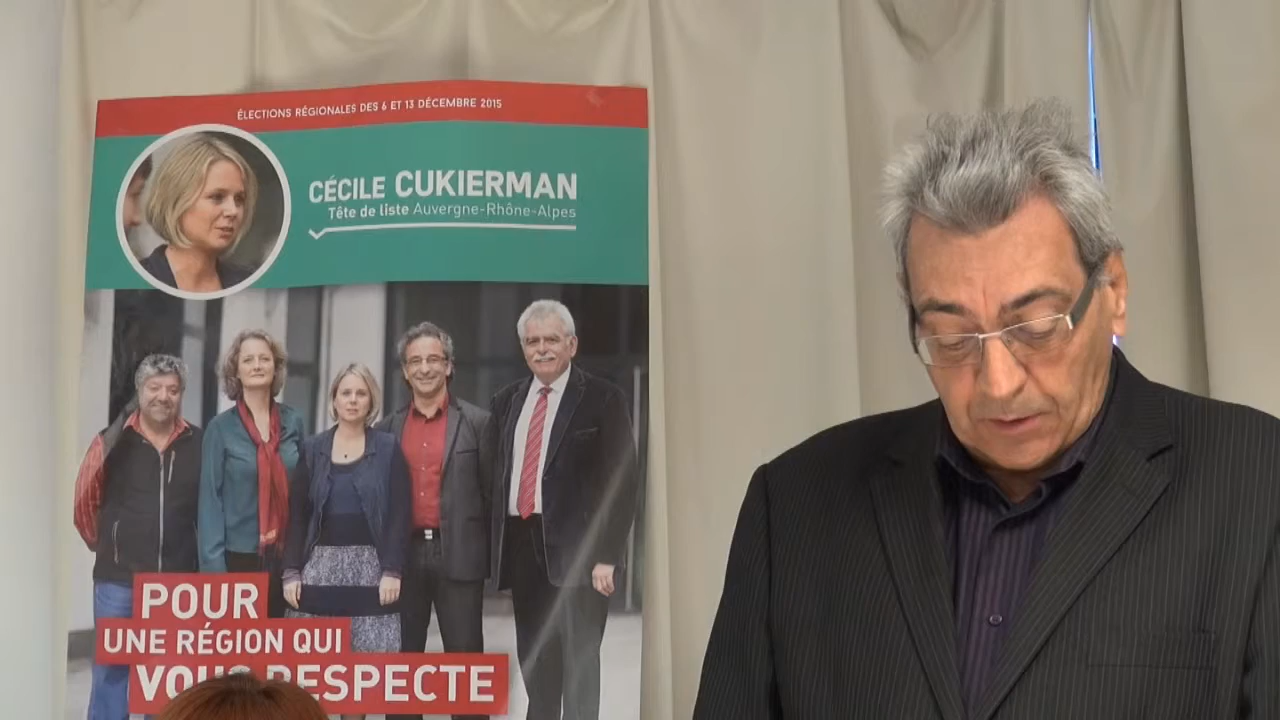 ÉLECTIONS RÉGIONALES DES 6 ET 13 DÉCEMBRE 2015
CÉCILE CUKIERMAN
Tête de liste Auvergne-Rhône-Alpes
POUR
UNE RÉGION QUI
VOUS RESPECTE